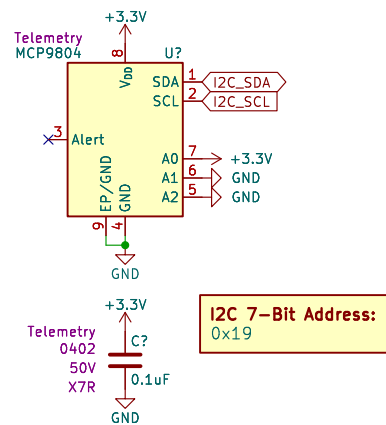 +3.3V
Telemetry
MCP9804
U?
8
VDD
SDA 1 I2C_SDA
SCL 2 I2C_SCL
3 Alert
A0 7 +3.3V
A1 6 GND
A2 5 GND
EP/GND
GND
9 4
GND
+3.3V
Telemetry
0402
50V
X7R
C?
0.1uF
GND
I2C 7-Bit Address:
0x19